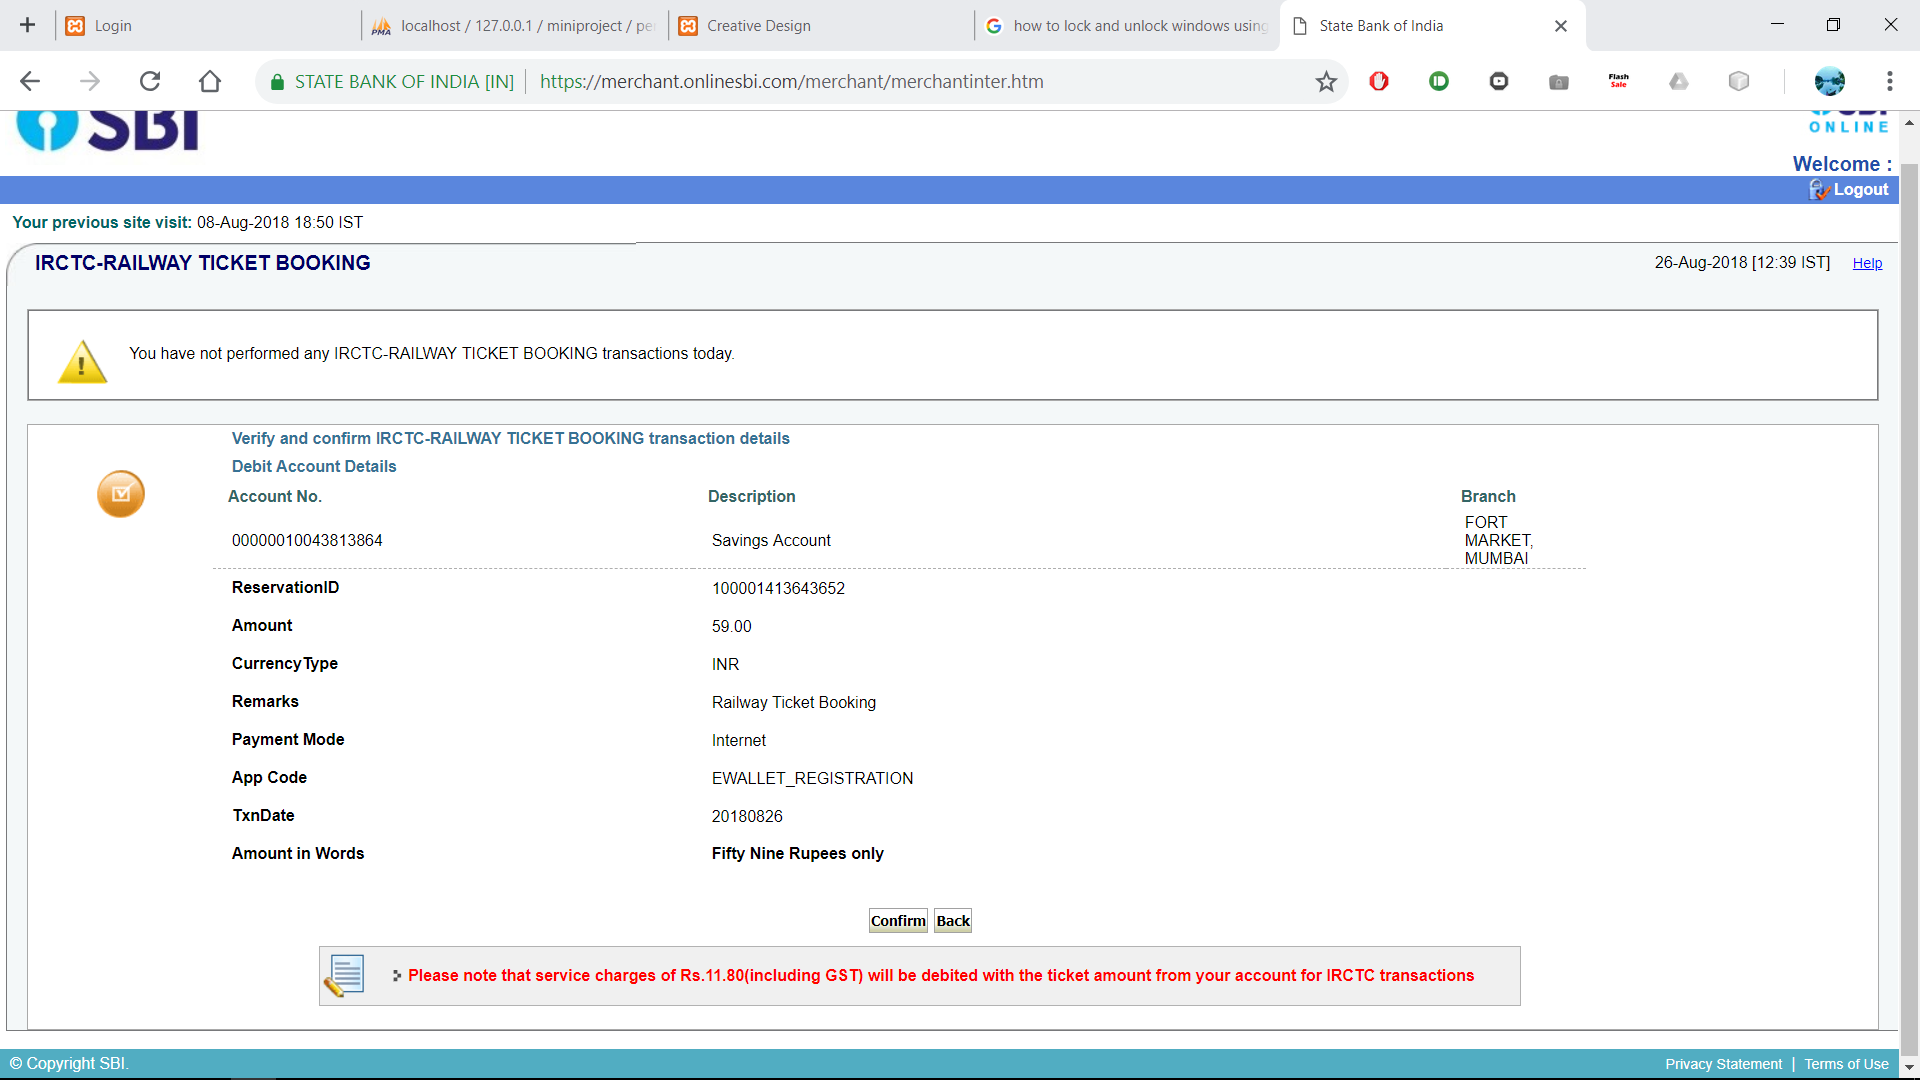 Login
localhost / 127.0.0.1 / miniproject / per
Creative Design
how to lock and unlock windows using
State Bank of India
STATE BANK OF INDIA [IN]
https://merchant.onlinesbi.com/merchant/merchantinter.htm
Flash
Sale
SBI
SBI
ONLINE
Welcome :
Logout
Your previous site visit: 08-Aug-2018 18:50 IST
IRCTC-RAILWAY TICKET BOOKING
26-Aug-2018 [12:39 IST]
Help
You have not performed any IRCTC-RAILWAY TICKET BOOKING transactions today.
Verify and confirm IRCTC-RAILWAY TICKET BOOKING transaction details
Debit Account Details
Account No.
Description
Branch
00000010043813864
Savings Account
FORT
MARKET,
MUMBAI
ReservationID
100001413643652
Amount
59.00
CurrencyType
INR
Remarks
Railway Ticket Booking
Payment Mode
Internet
App Code
EWALLET_REGISTRATION
TxnDate
20180826
Amount in Words
Fifty Nine Rupees only
Confirm
Back
Please note that service charges of Rs.11.80(including GST) will be debited with the ticket amount from your account for IRCTC transactions
© Copyright SBI.
Privacy Statement | Terms of Use